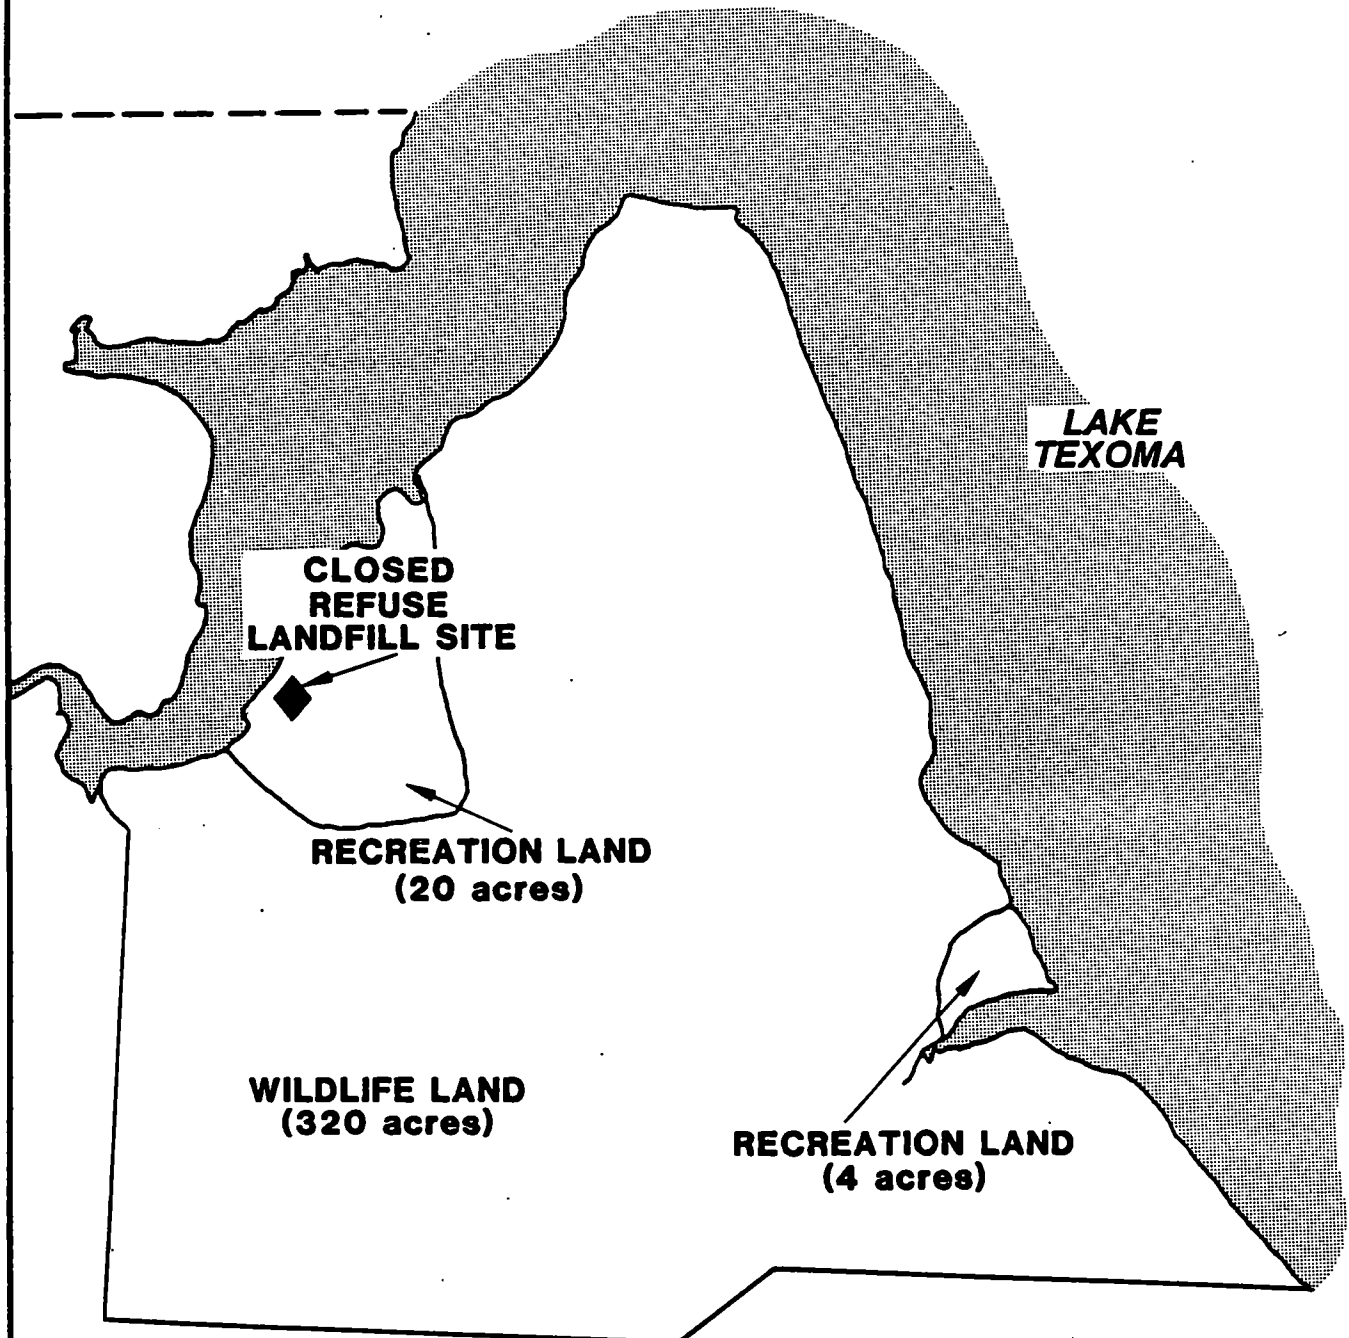 LAKE
TEXOMA
CLOSED
REFUSE
LANDFILL SITE
RECREATION LAND
(20 acres)
WILDLIFE LAND
(320 acres)
RECREATION LAND
(4 acres)